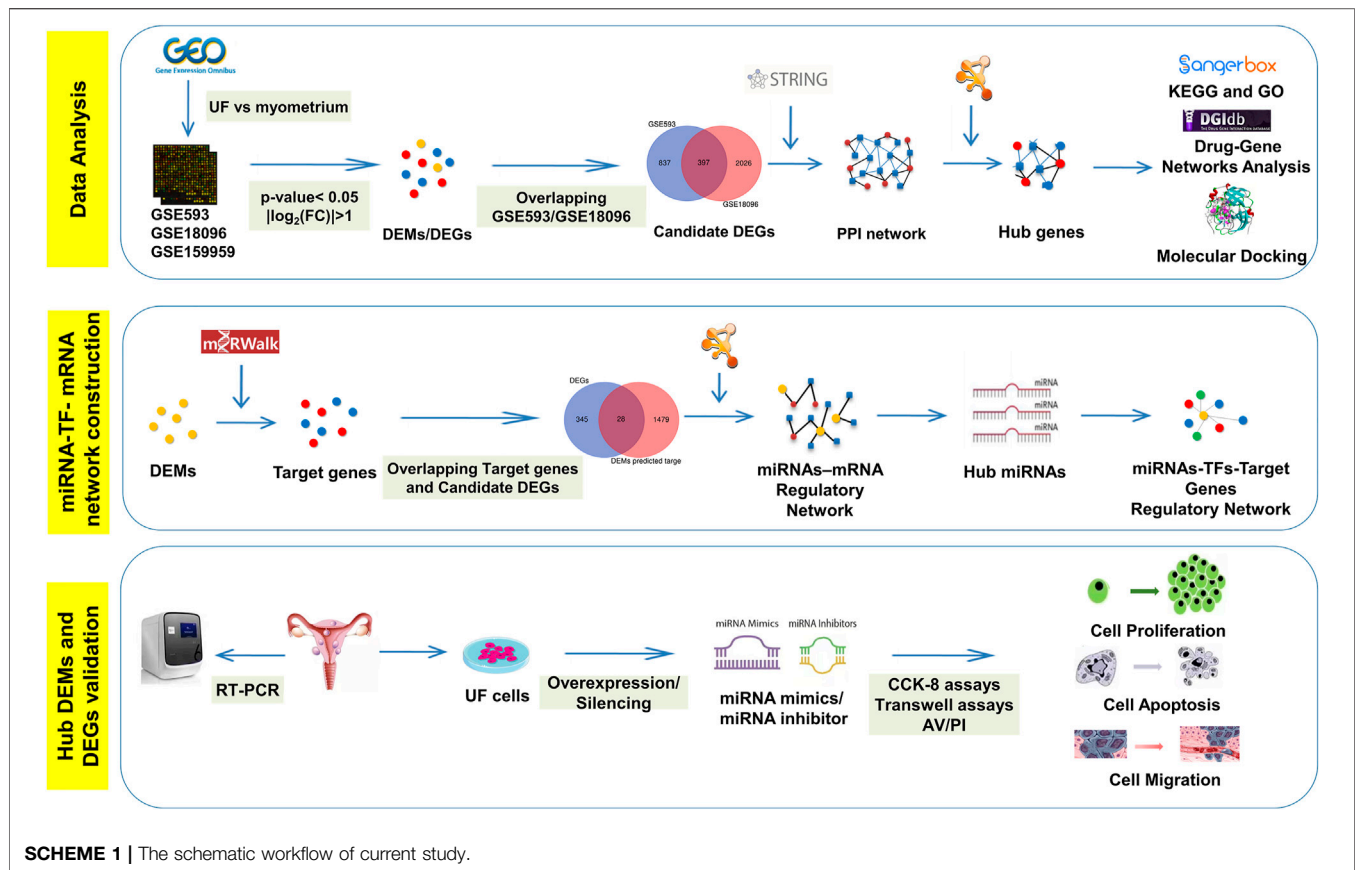 Data Analysis
GEO
Gene Expression Omnibus
UF vs myometrium
GSE593
GSE18096
GSE159959
p-value< 0.05
|log₂(FC)|>1
DEMs/DEGs
Overlapping
GSE593/GSE18096
GSE593
837
397
2026
GSE18096
Candidate DEGs
STRING
PPI network
Hub genes
Sangerbox
KEGG and GO
DGIdb
THE DRUG GENE INTERACTION DATABASE
Drug-Gene
Networks Analysis
Molecular Docking
miRNA-TF- mRNA
network construction
miRWalk
DEMs
Target genes
Overlapping Target genes
and Candidate DEGs
DEGs
345
28
1479
DEMs predicted targe
miRNAs–mRNA
Regulatory
Network
miRNA
miRNA
miRNA
Hub miRNAs
miRNAs-TFs-Target
Genes
Regulatory Network
Hub DEMs and
DEGs validation
RT-PCR
UF cells
Overexpression/
Silencing
miRNA Mimics
miRNA Inhibitors
miRNA mimics/
miRNA inhibitor
CCK-8 assays
Transwell assays
AV/PI
Cell Proliferation
Cell Apoptosis
Cell Migration
SCHEME 1 | The schematic workflow of current study.